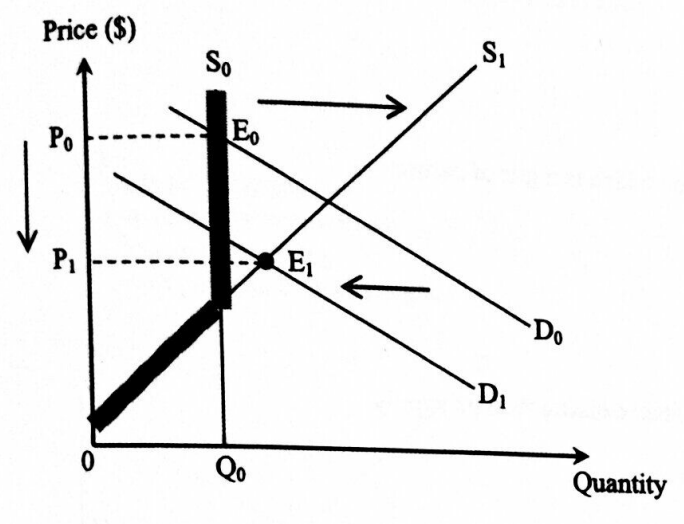 Price ($)
S₀
S₁
P₀
E₀
P₁
E₁
D₀
D₁
0
Q₀
Quantity